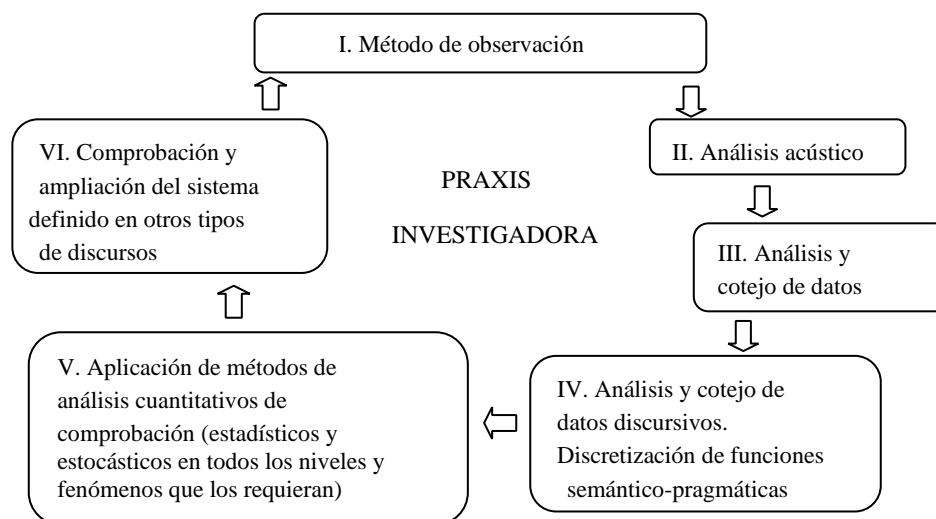 I. Método de observación
II. Análisis acústico
III. Análisis y
cotejo de datos
IV. Análisis y cotejo de
datos discursivos.
Discretización de funciones
semántico-pragmáticas
V. Aplicación de métodos de
análisis cuantitativos de
comprobación (estadísticos y
estocásticos en todos los niveles y
fenómenos que los requieran)
VI. Comprobación y
ampliación del sistema
definido en otros tipos
de discursos
PRAXIS
INVESTIGADORA